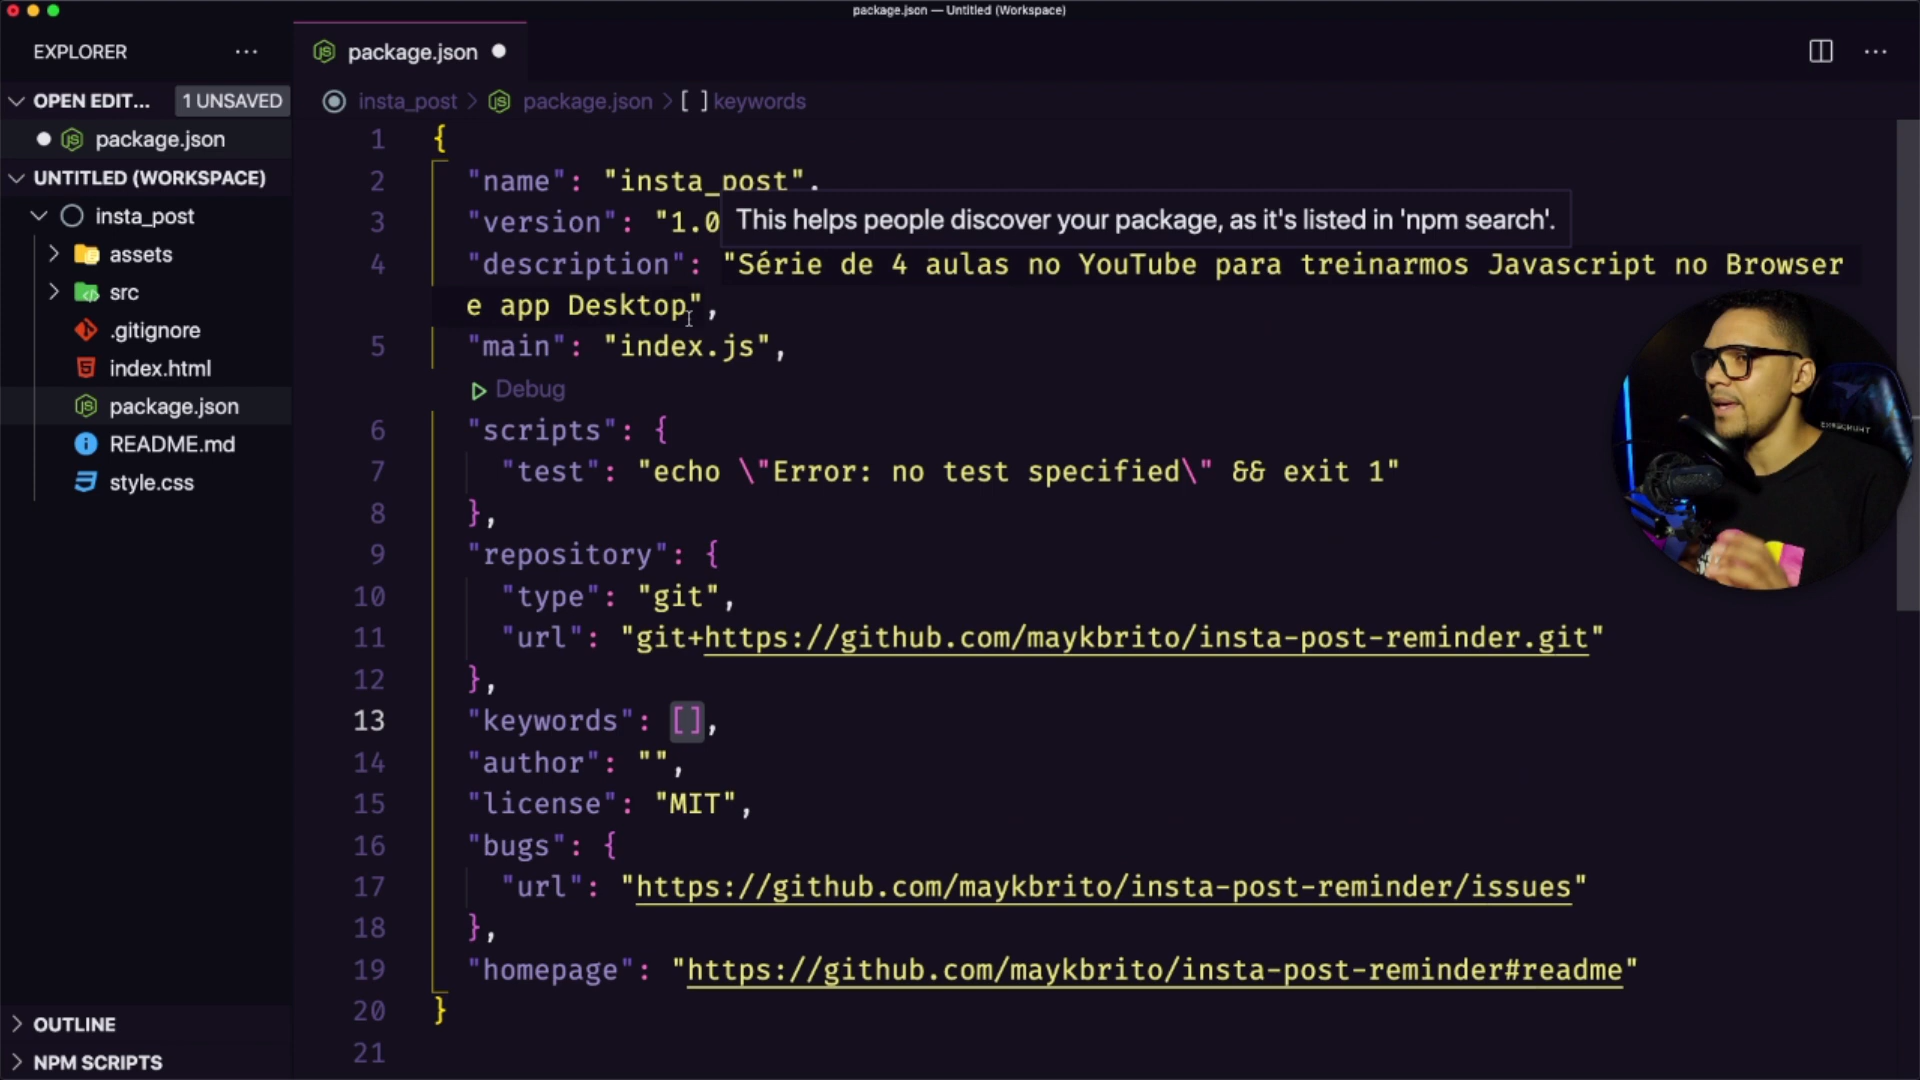 package.json — Untitled (Workspace)
EXPLORER
package.json
OPEN EDIT... 1 UNSAVED
insta_post > package.json > [ ] keywords
package.json
UNTITLED (WORKSPACE)
insta_post
assets
src
.gitignore
index.html
package.json
README.md
style.css
OUTLINE
NPM SCRIPTS
1 {
2 "name": "insta_post",
3 "version": "1.0
This helps people discover your package, as it's listed in 'npm search'.
4 "description": "Série de 4 aulas no YouTube para treinarmos Javascript no Browser
e app Desktop",
5 "main": "index.js",
Debug
6 "scripts": {
7 "test": "echo \"Error: no test specified\" && exit 1"
8 },
9 "repository": {
10 "type": "git",
11 "url": "git+https://github.com/maykbrito/insta-post-reminder.git"
12 },
13 "keywords": [],
14 "author": "",
15 "license": "MIT",
16 "bugs": {
17 "url": "https://github.com/maykbrito/insta-post-reminder/issues"
18 },
19 "homepage": "https://github.com/maykbrito/insta-post-reminder#readme"
20 }
21